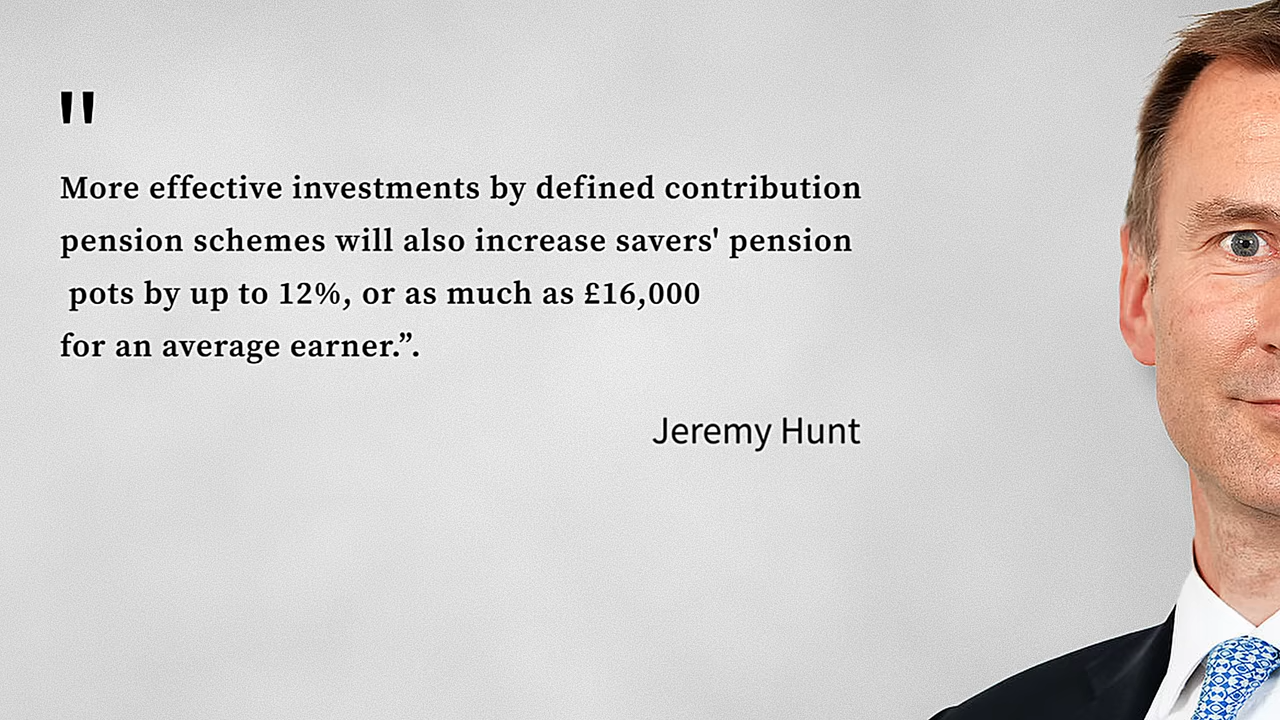 "
More effective investments by defined contribution
pension schemes will also increase savers' pension
pots by up to 12%, or as much as £16,000
for an average earner.”.
Jeremy Hunt